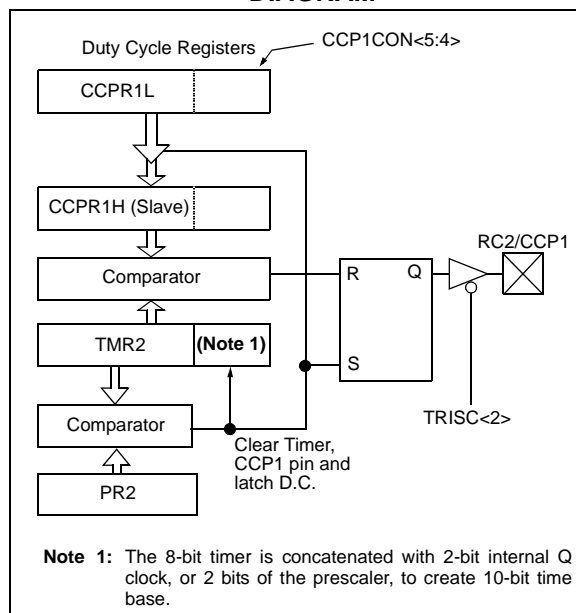 DIAGRAM
Duty Cycle Registers
CCP1CON<5:4>
CCPR1L
CCPR1H (Slave)
Comparator
R
Q
RC2/CCP1
TMR2
(Note 1)
S
Comparator
TRISC<2>
Clear Timer,
CCP1 pin and
latch D.C.
PR2
Note 1: The 8-bit timer is concatenated with 2-bit internal Q
clock, or 2 bits of the prescaler, to create 10-bit time
base.